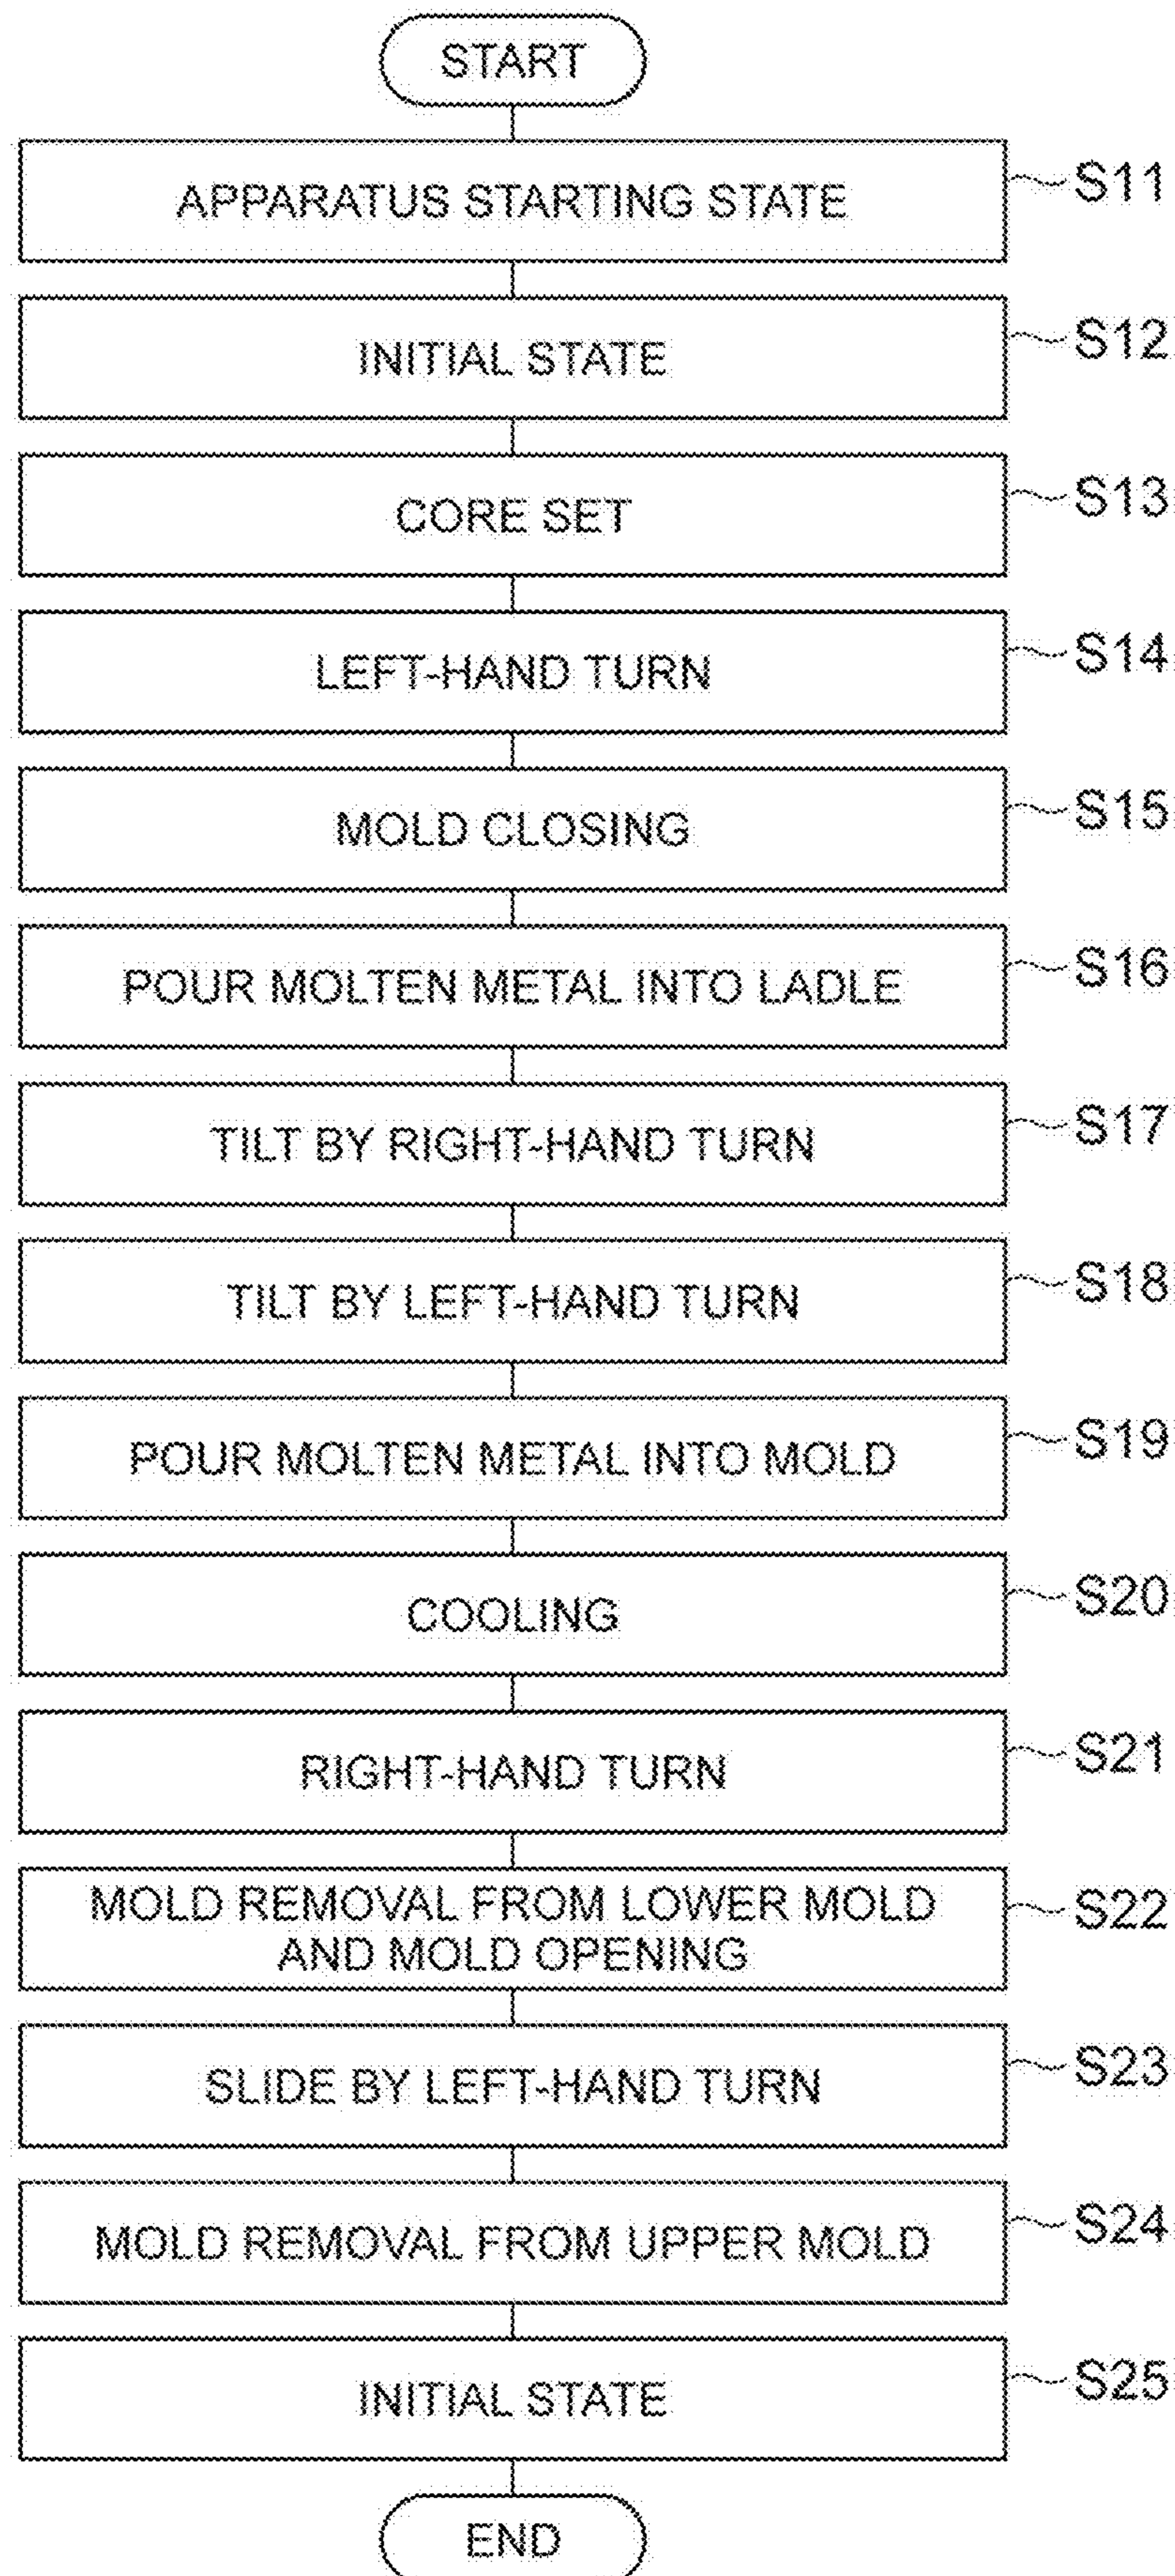 START
APPARATUS STARTING STATE
S11
INITIAL STATE
S12
CORE SET
S13
LEFT-HAND TURN
S14
MOLD CLOSING
S15
POUR MOLTEN METAL INTO LADLE
S16
TILT BY RIGHT-HAND TURN
S17
TILT BY LEFT-HAND TURN
S18
POUR MOLTEN METAL INTO MOLD
S19
COOLING
S20
RIGHT-HAND TURN
S21
MOLD REMOVAL FROM LOWER MOLD
AND MOLD OPENING
S22
SLIDE BY LEFT-HAND TURN
S23
MOLD REMOVAL FROM UPPER MOLD
S24
INITIAL STATE
S25
END